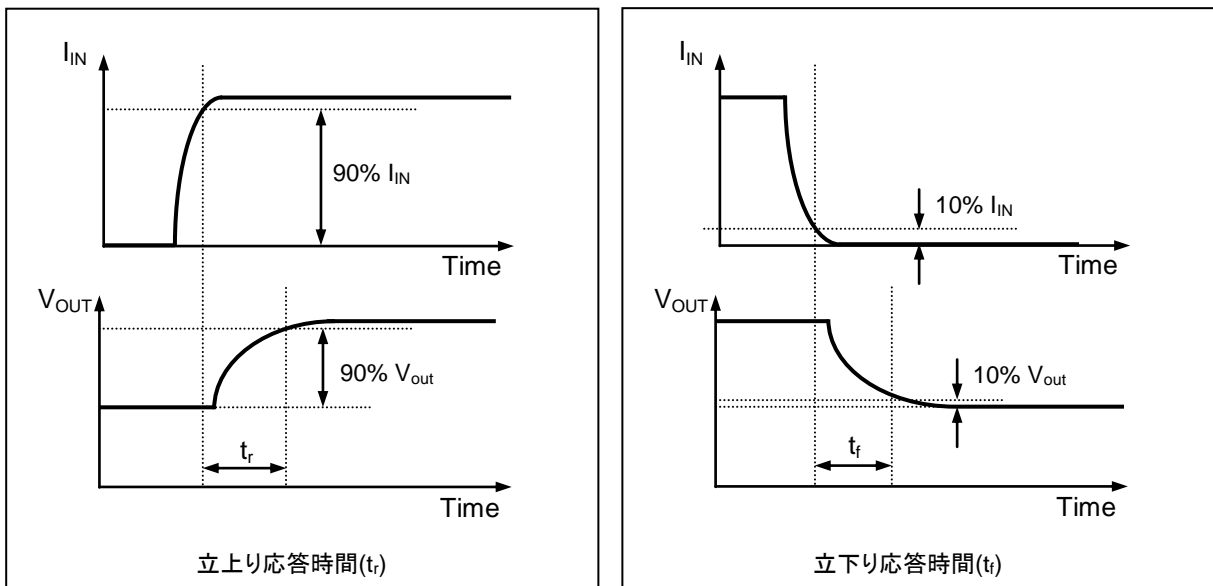 I_IN
90% I_IN
Time
V_OUT
90% V_out
t_r
Time
立上り応答時間(t_r)
I_IN
10% I_IN
Time
V_OUT
10% V_out
t_f
Time
立下り応答時間(t_f)